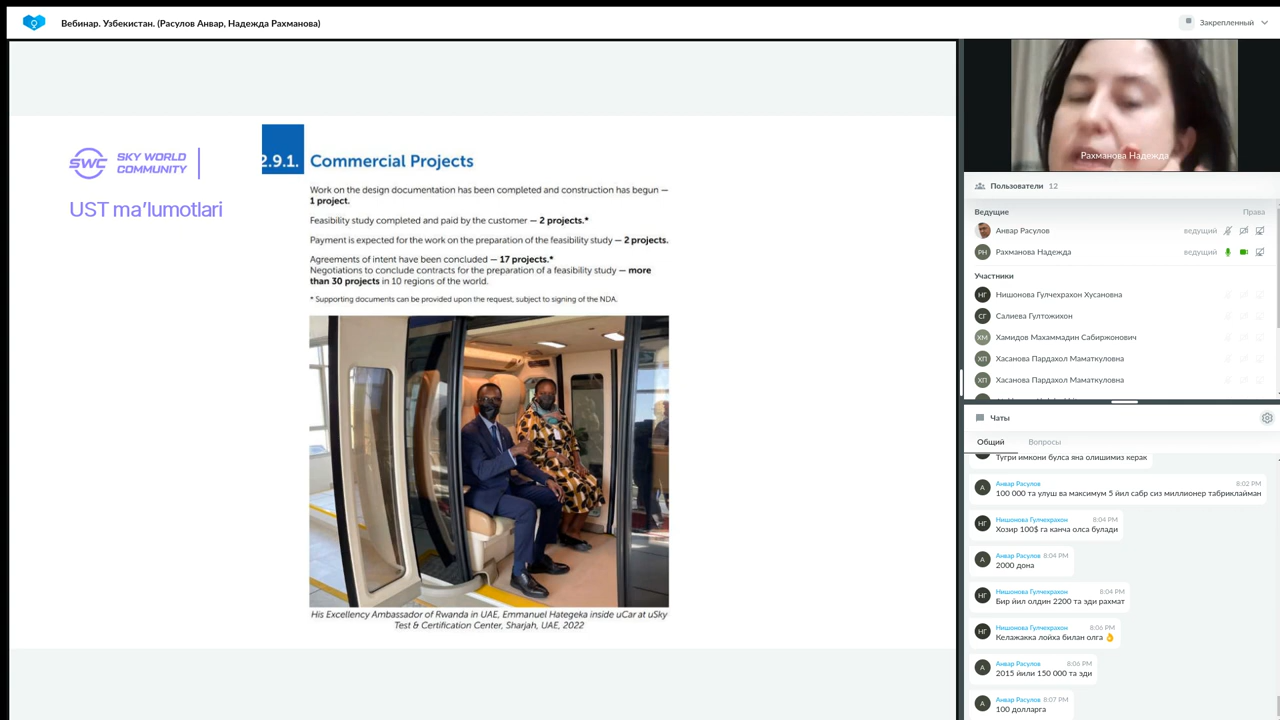 Вебинар. Узбекистан. (Расулов Анвар, Надежда Рахманова)
Закрепленный
SWC SKY WORLD
COMMUNITY
UST ma’lumotlari
2.9.1. Commercial Projects
Work on the design documentation has been completed and construction has begun —
1 project.
Feasibility study completed and paid by the customer — 2 projects.*
Payment is expected for the work on the preparation of the feasibility study — 2 projects.
Agreements of intent have been concluded — 17 projects.*
Negotiations to conclude contracts for the preparation of a feasibility study — more
than 30 projects in 10 regions of the world.
* Supporting documents can be provided upon the request, subject to signing of the NDA.
His Excellency Ambassador of Rwanda in UAE, Emmanuel Hategeka inside uCar at uSky
Test & Certification Center, Sharjah, UAE, 2022
Рахманова Надежда
Пользователи 12
Ведущие Права
Анвар Расулов ведущий
РН Рахманова Надежда ведущий
Участники
НГ Нишонова Гулчехрахон Хусановна
СГ Салиева Гултожихон
ХМ Хамидов Махаммадин Сабиржонович
ХП Хасанова Пардахол Маматкуловна
ХП Хасанова Пардахол Маматкуловна
Чаты
Общий Вопросы
Тугри имкони булса яна олишимиз керак
А Анвар Расулов 8:02 PM
100 000 та улуш ва максимум 5 йил сабр сиз миллионер табриклайман
НГ Нишонова Гулчехрахон 8:04 PM
Хозир 100$ га канча олса булади
А Анвар Расулов 8:04 PM
2000 дона
НГ Нишонова Гулчехрахон 8:04 PM
Бир йил олдин 2200 та эди рахмат
НГ Нишонова Гулчехрахон 8:06 PM
Келажакка лойха билан олга 👌
А Анвар Расулов 8:06 PM
2015 йили 150 000 та эди
А Анвар Расулов 8:07 PM
100 долларга